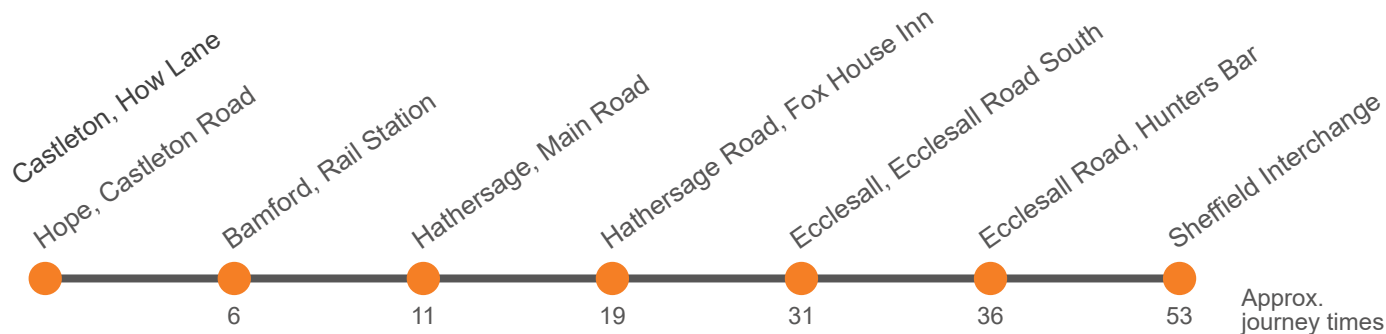 Castleton, How Lane
Hope, Castleton Road
Bamford, Rail Station
Hathersage, Main Road
Hathersage Road, Fox House Inn
Ecclesall, Ecclesall Road South
Ecclesall Road, Hunters Bar
Sheffield Interchange
6
11
19
31
36
53
Approx.
journey times